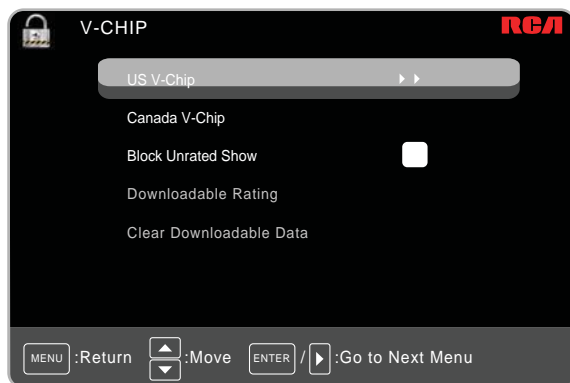 V-CHIP RCA
US V-Chip
Canada V-Chip
Block Unrated Show
Downloadable Rating
Clear Downloadable Data
MENU :Return :Move ENTER / :Go to Next Menu